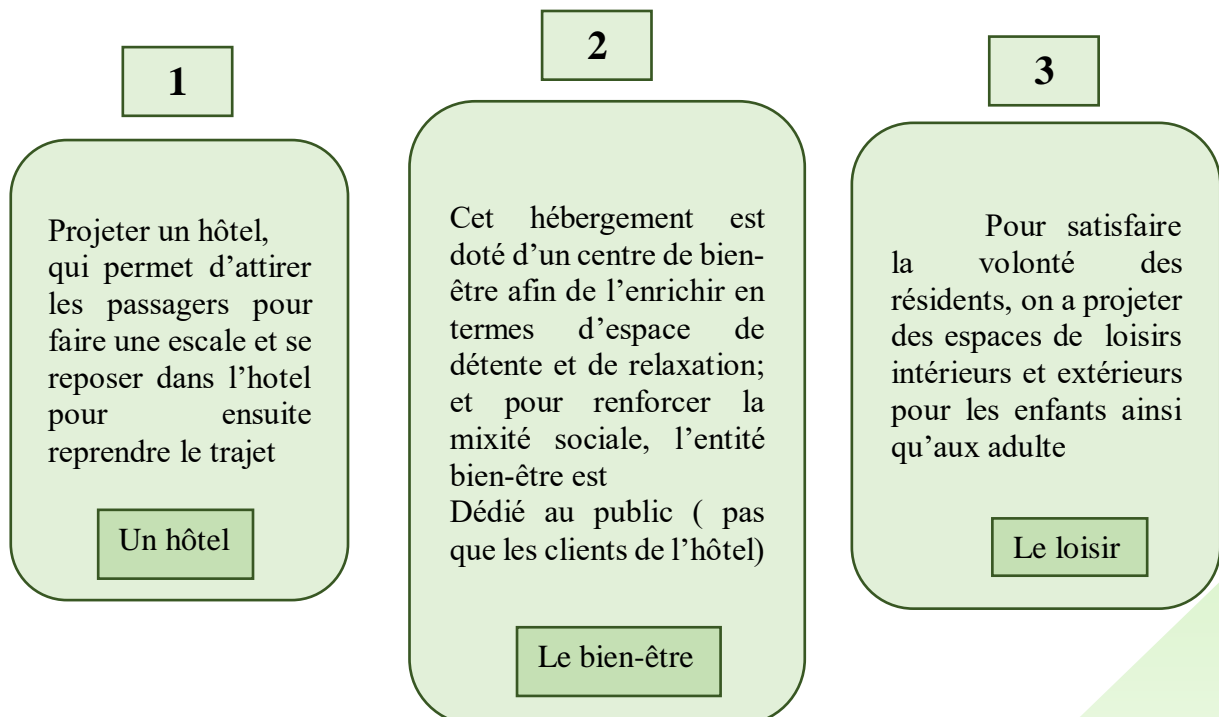 1
Projeter un hôtel,
qui permet d'attirer
les passagers pour
faire une escale et se
reposer dans l'hotel
pour ensuite
reprendre le trajet
Un hôtel
2
Cet hébergement est
doté d'un centre de bien-
être afin de l'enrichir en
termes d'espace de
détente et de relaxation;
et pour renforcer la
mixité sociale, l'entité
bien-être est
Dédié au public ( pas
que les clients de l'hôtel)
Le bien-être
3
Pour satisfaire
la volonté des
résidents, on a projeter
des espaces de loisirs
intérieurs et extérieurs
pour les enfants ainsi
qu'aux adulte
Le loisir